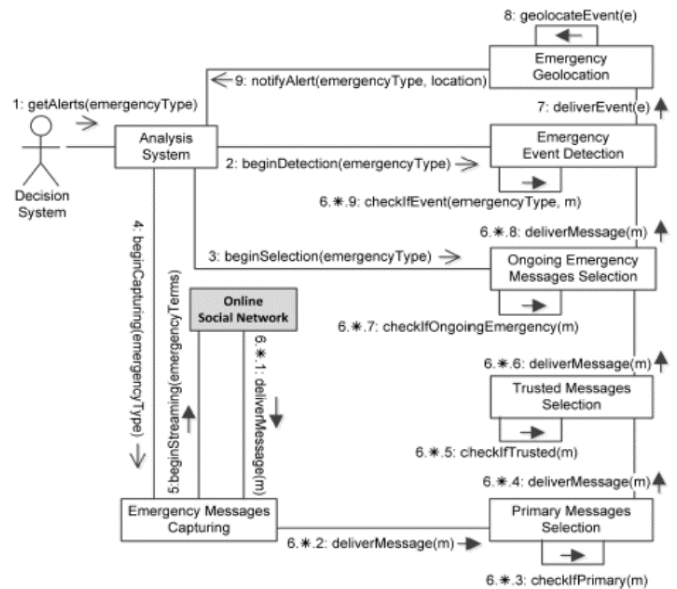 8: geolocateEvent(e)
Emergency
Geolocation
9: notifyAlert(emergencyType, location)
1: getAlerts(emergencyType)
7: deliverEvent(e)
Analysis
System
Emergency
Event Detection
2: beginDetection(emergencyType)
Decision
System
6.*.9: checkIfEvent(emergencyType, m)
6.*.8: deliverMessage(m)
3: beginSelection(emergencyType)
Ongoing Emergency
Messages Selection
4: beginCapturing(emergencyType)
5:beginStreaming(emergencyTerms)
Online
Social Network
6.*.1: deliverMessage(m)
6.*.7: checkIfOngoingEmergency(m)
6.*.6: deliverMessage(m)
Trusted Messages
Selection
6.*.5: checkIfTrusted(m)
6.*.4: deliverMessage(m)
Emergency Messages
Capturing
Primary Messages
Selection
6.*.2: deliverMessage(m)
6.*.3: checkIfPrimary(m)